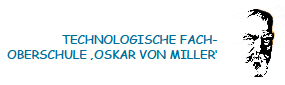 TECHNOLOGISCHE FACH-
OBERSCHULE ‚OSKAR VON MILLER‘